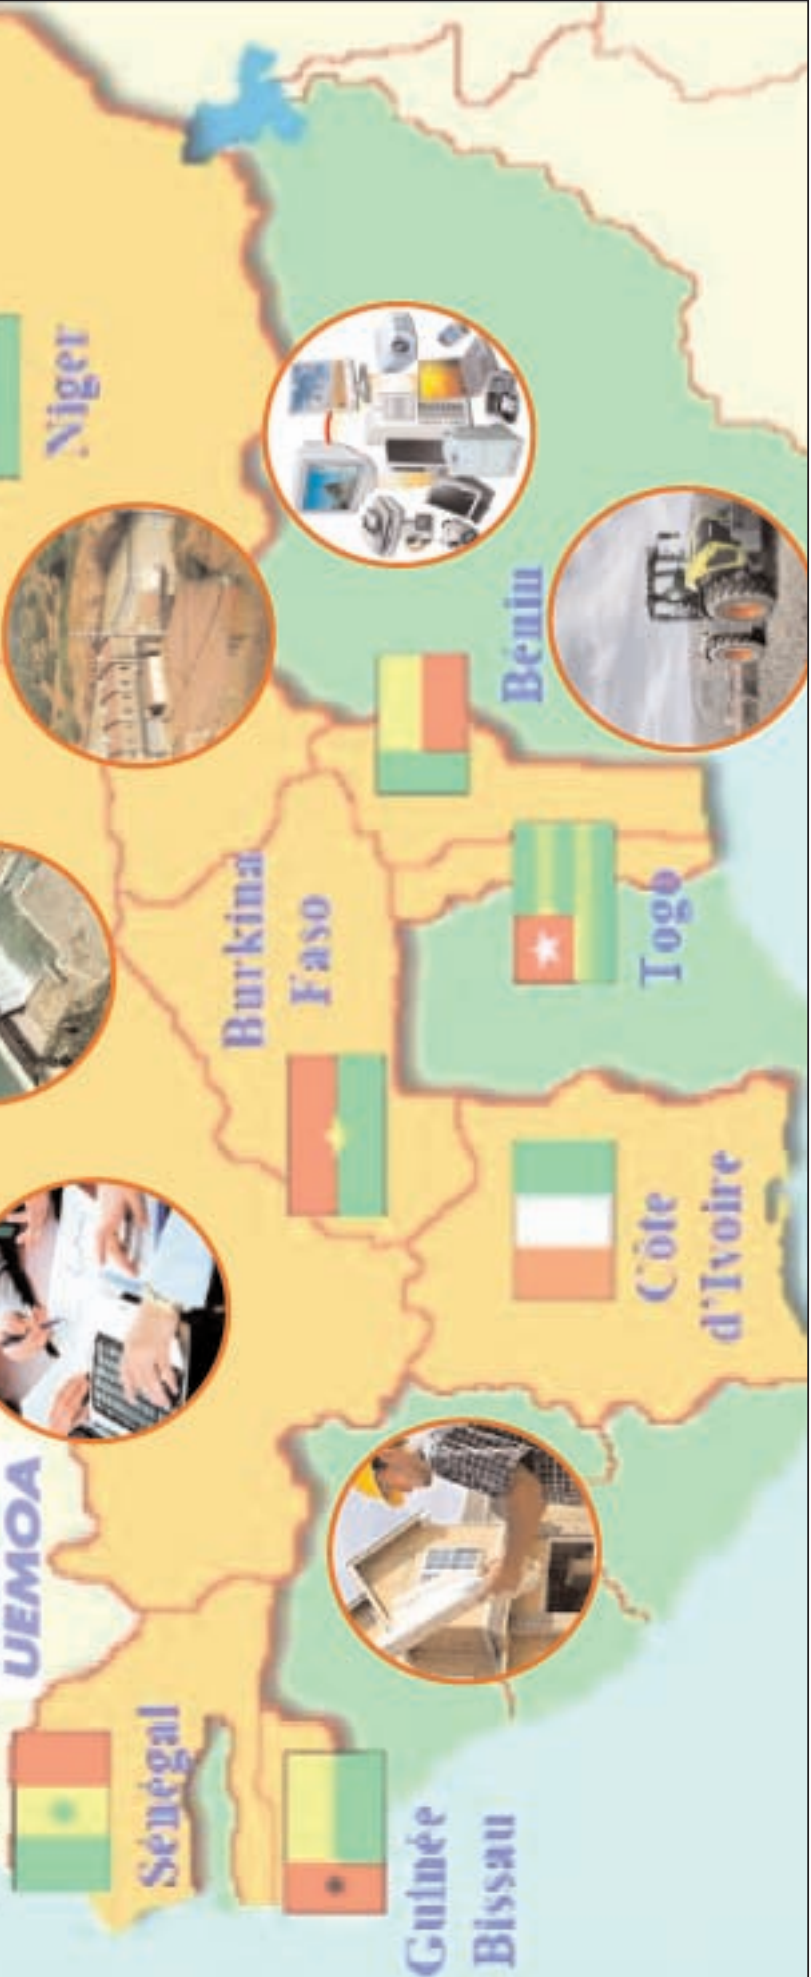 UEMOA
Niger
Sénégal
Burkina
Faso
Guinée
Bissau
Bénin
Togo
Côte
d'Ivoire